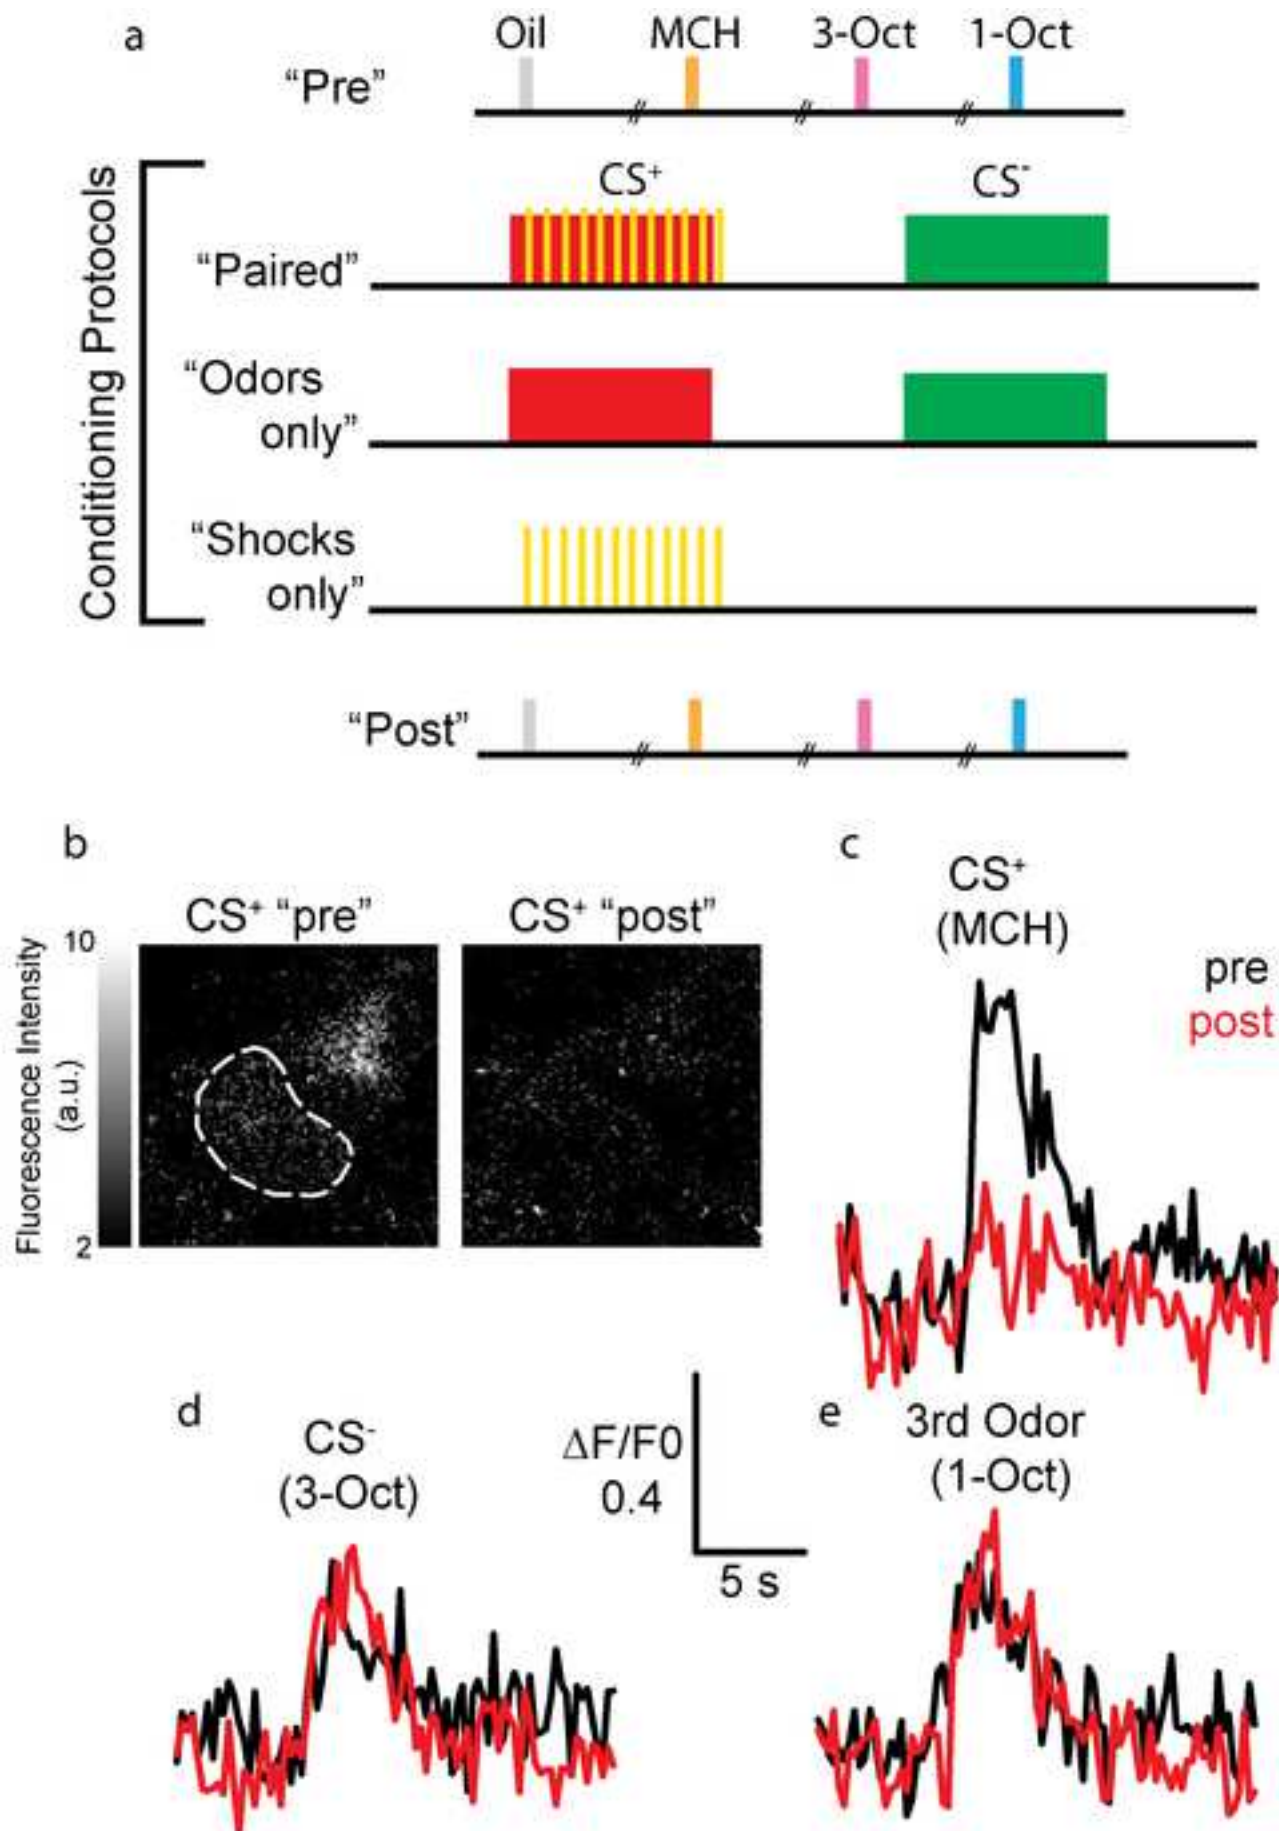 a
Oil MCH 3-Oct 1-Oct
“Pre”
Conditioning Protocols
CS+ CS-
“Paired”
“Odors
only”
“Shocks
only”
“Post”
b
CS+ “pre” CS+ “post”
Fluorescence Intensity
(a.u.)
10
2
c
CS+
(MCH)
pre
post
d
CS-
(3-Oct)
ΔF/F0
0.4
5 s
e
3rd Odor
(1-Oct)